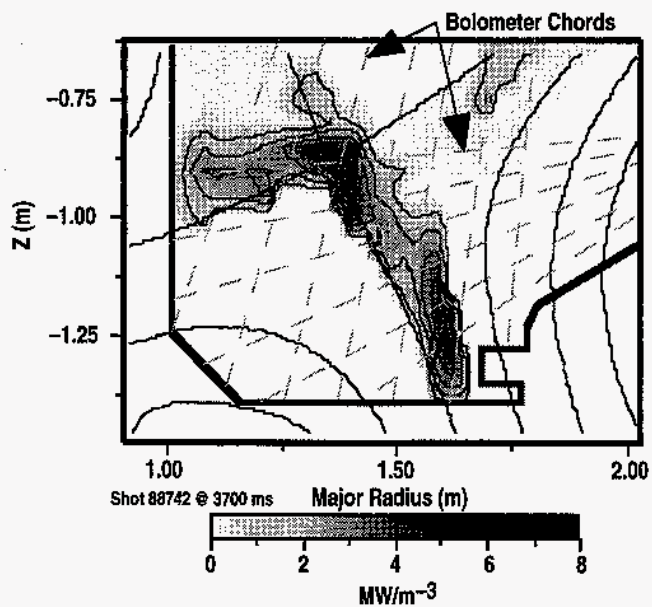 Bolometer Chords
−0.75
−1.00
−1.25
Z (m)
1.00 1.50 2.00
Shot 88742 @ 3700 ms Major Radius (m)
0 2 4 6 8
MW/m⁻³